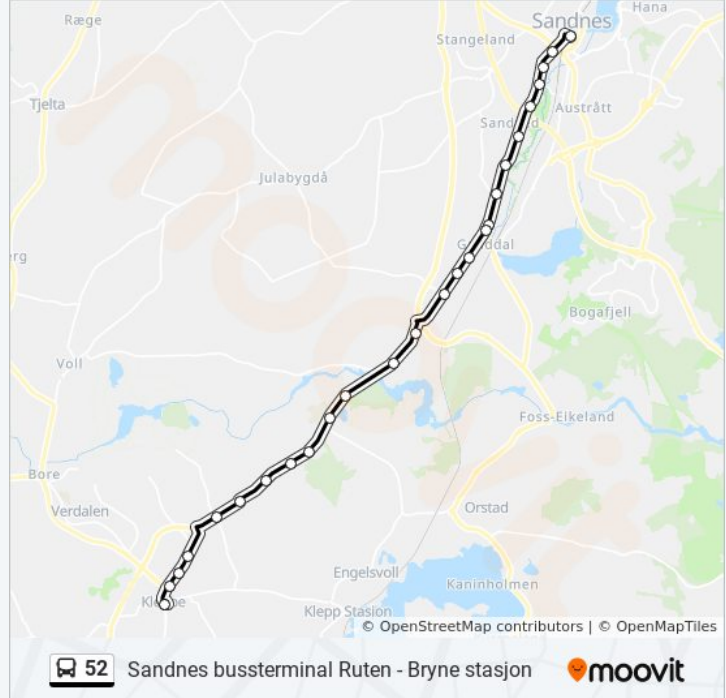 Ræge
Sandnes
Hana
Stangeland
Tjelta
Austrått
Julabygdå
Bogafjell
Voll
Foss-Eikeland
Bore
Verdalen
Orstad
Engelsvoll
Kaninholmen
Klepp Stasjon
© OpenStreetMap contributors | © OpenMapTiles
52 Sandnes bussterminal Ruten - Bryne stasjon moovit